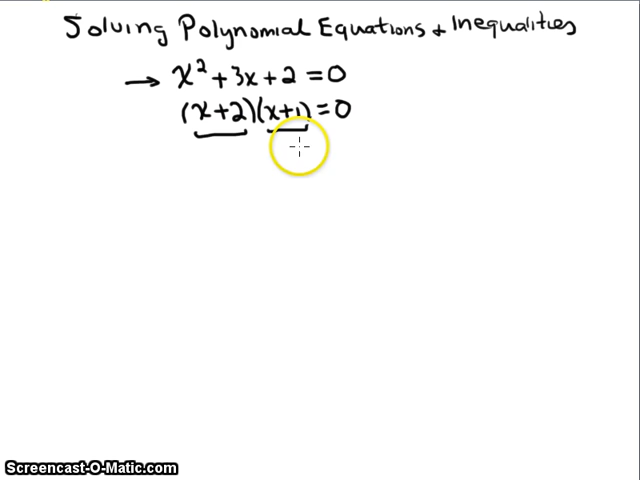 Solving Polynomial Equations + Inequalities
→ x² + 3x + 2 = 0
(x+2)(x+1) = 0
Screencast-O-Matic.com